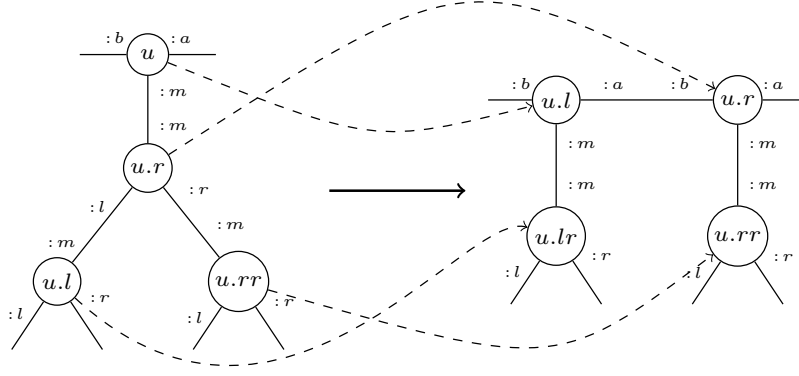 :b u :a
:m
:m
u.r
:l :r
:m :m
u.l u.rr
:l :r :l :r
:b u.l :a :b u.r :a
:m :m
:m :m
u.lr u.rr
:l :r :l :r